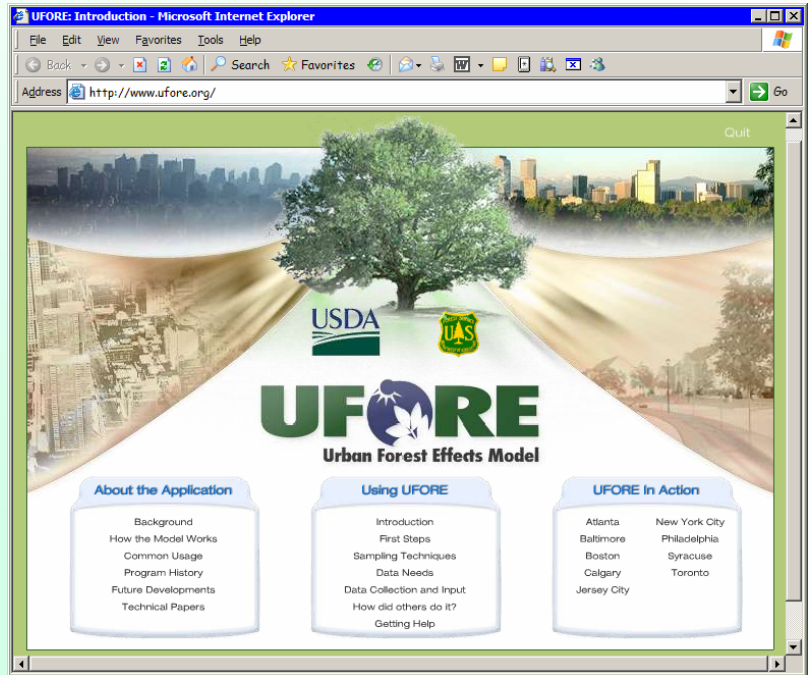 UFORE: Introduction - Microsoft Internet Explorer
File Edit View Favorites Tools Help
Back Search Favorites
Address http://www.ufore.org/ Go
Quit
USDA
UAS
UFORE
Urban Forest Effects Model
About the Application
Background
How the Model Works
Common Usage
Program History
Future Developments
Technical Papers
Using UFORE
Introduction
First Steps
Sampling Techniques
Data Needs
Data Collection and Input
How did others do it?
Getting Help
UFORE In Action
Atlanta New York City
Baltimore Philadelphia
Boston Syracuse
Calgary Toronto
Jersey City